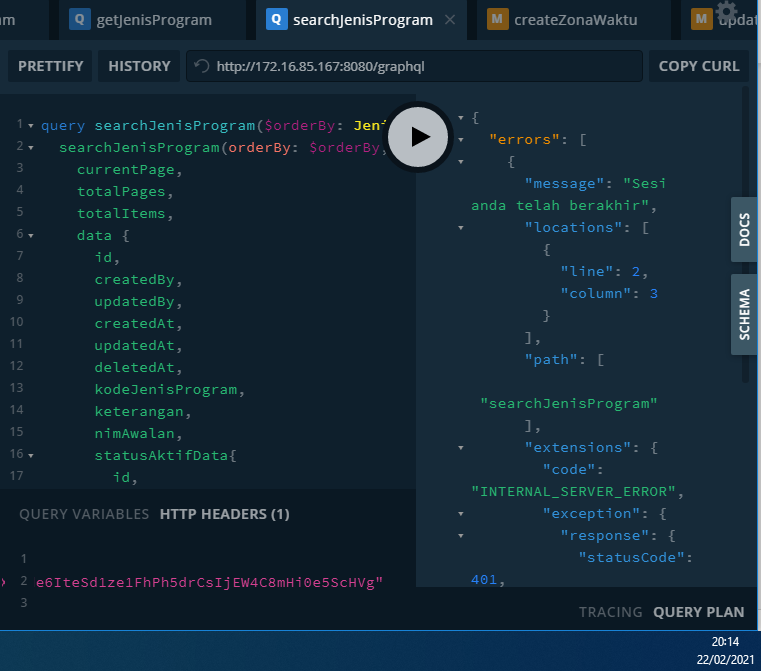 am
Q getJenisProgram
Q searchJenisProgram ×
M createZonaWaktu
M updat
PRETTIFY HISTORY http://172.16.85.167:8080/graphql COPY CURL
1 query searchJenisProgram($orderBy: Jeni
2 searchJenisProgram(orderBy: $orderBy,
3 currentPage,
4 totalPages,
5 totalItems,
6 data {
7 id,
8 createdBy,
9 updatedBy,
10 createdAt,
11 updatedAt,
12 deletedAt,
13 kodeJenisProgram,
14 keterangan,
15 nimAwalan,
16 statusAktifData{
17 id,
QUERY VARIABLES HTTP HEADERS (1)
1
2 e6IteSd1ze1FhPh5drCsIjEW4C8mHi0e5ScHVg"
3
{
"errors": [
{
"message": "Sesi
anda telah berakhir",
"locations": [
{
"line": 2,
"column": 3
}
],
"path": [
"searchJenisProgram"
],
"extensions": {
"code":
"INTERNAL_SERVER_ERROR",
"exception": {
"response": {
"statusCode":
401,
DOCS
SCHEMA
TRACING QUERY PLAN
20:14
22/02/2021